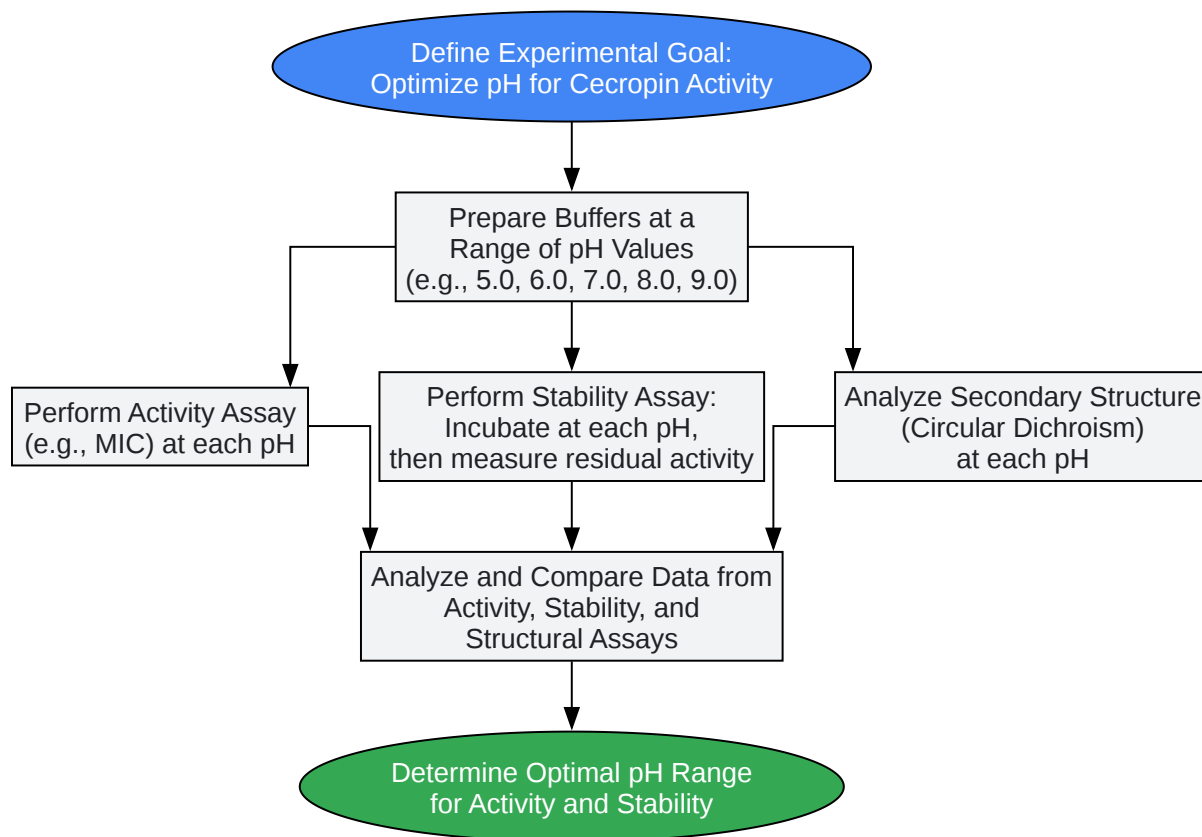 Define Experimental Goal:
Optimize pH for Cecropin Activity
Prepare Buffers at a
Range of pH Values
(e.g., 5.0, 6.0, 7.0, 8.0, 9.0)
Perform Activity Assay
(e.g., MIC) at each pH
Perform Stability Assay:
Incubate at each pH,
then measure residual activity
Analyze Secondary Structure
(Circular Dichroism)
at each pH
Analyze and Compare Data from
Activity, Stability, and
Structural Assays
Determine Optimal pH Range
for Activity and Stability